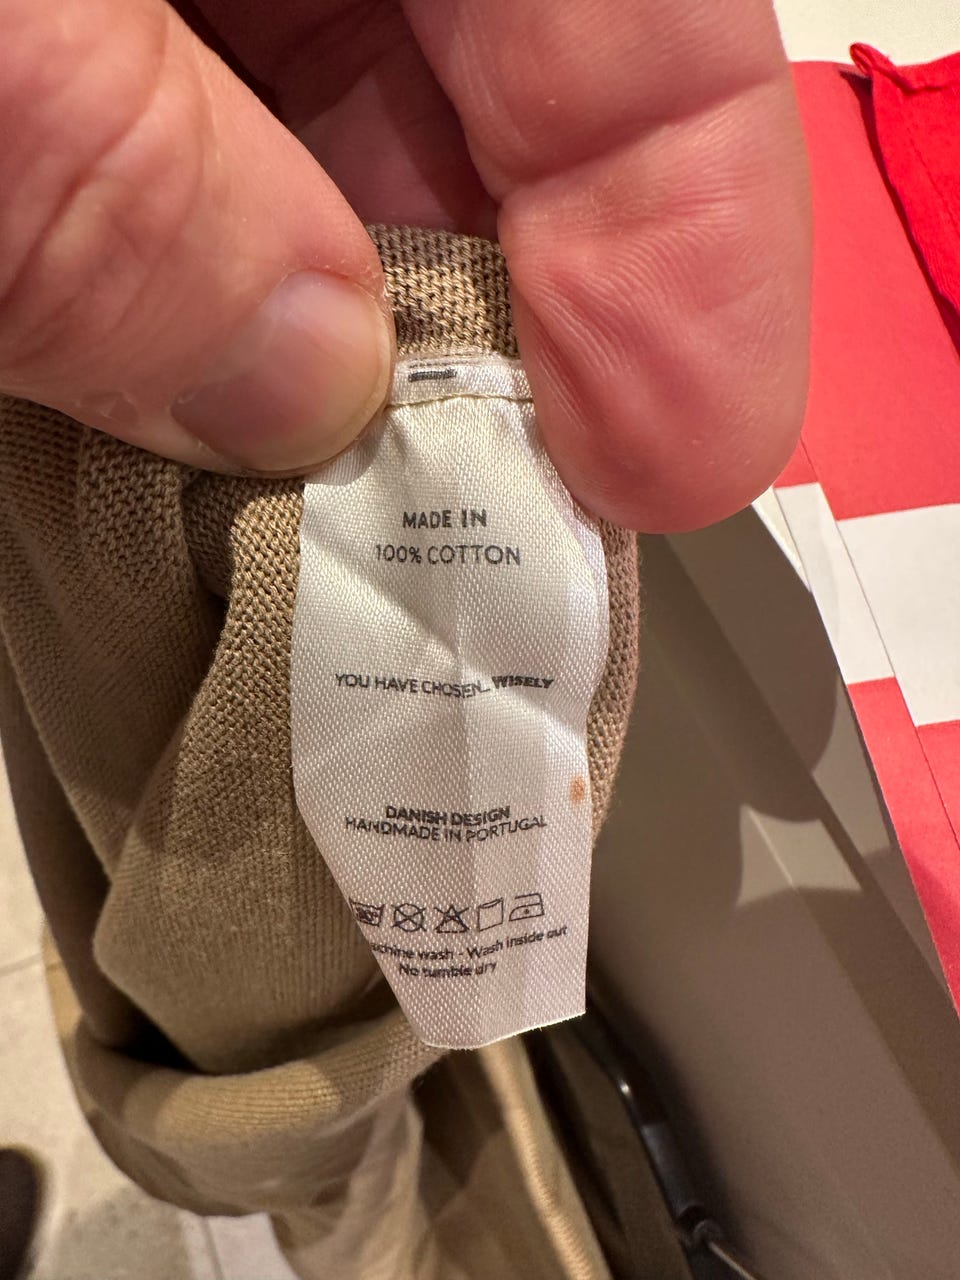 MADE IN
100% COTTON
YOU HAVE CHOSEN... WISELY
DANISH DESIGN
HANDMADE IN PORTUGAL
wash - Wash inside out
No tumble dry